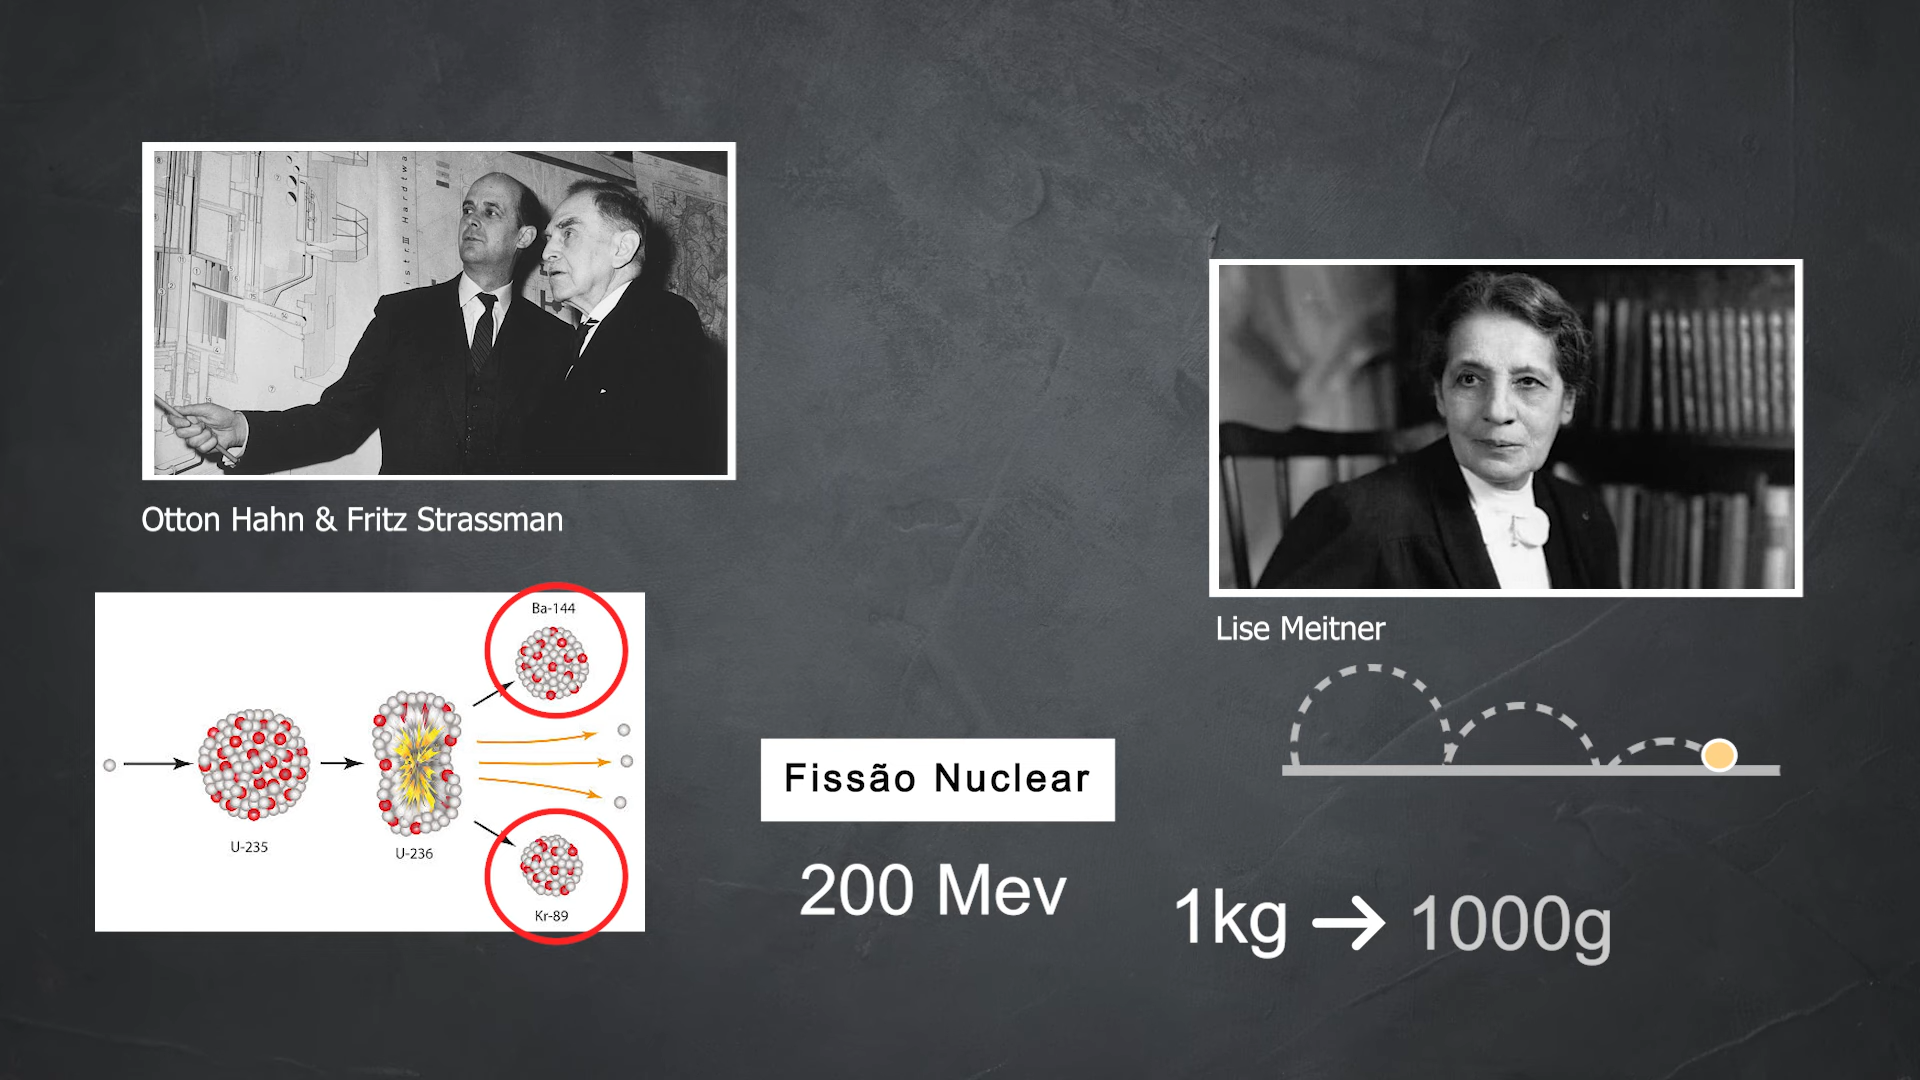 Otton Hahn & Fritz Strassman
Lise Meitner
Ba-144
U-235
U-236
Kr-89
Fissão Nuclear
200 Mev
1kg → 1000g